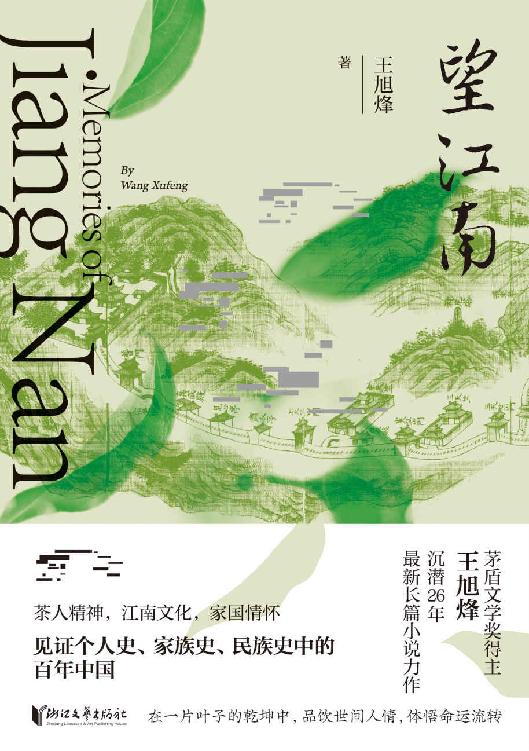 望江南
王旭烽
著
Memories of
Jiang Nan
By
Wang Xufeng
茅盾文学奖得主
王旭烽
沉潜26年
最新长篇小说力作
茶人精神，江南文化，家国情怀
见证个人史、家族史、民族史中的
百年中国
浙江文艺出版社
在一片叶子的乾坤中，品饮世间人情，体悟命运流转